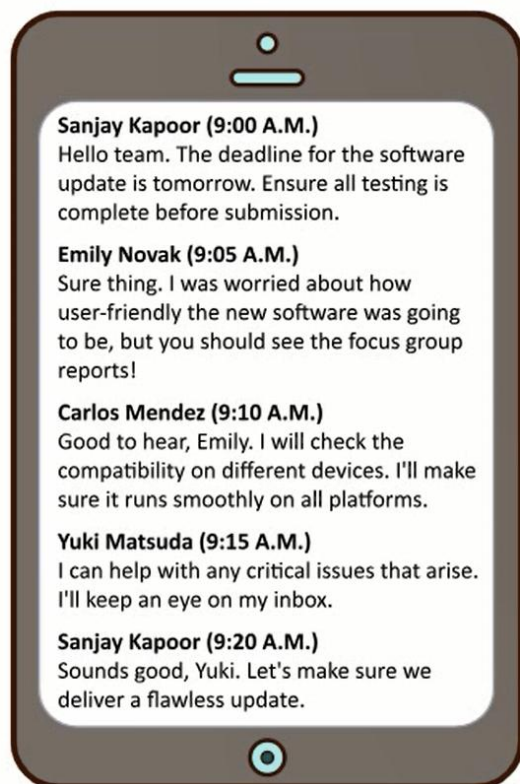 Sanjay Kapoor (9:00 A.M.)
Hello team. The deadline for the software
update is tomorrow. Ensure all testing is
complete before submission.
Emily Novak (9:05 A.M.)
Sure thing. I was worried about how
user-friendly the new software was going
to be, but you should see the focus group
reports!
Carlos Mendez (9:10 A.M.)
Good to hear, Emily. I will check the
compatibility on different devices. I'll make
sure it runs smoothly on all platforms.
Yuki Matsuda (9:15 A.M.)
I can help with any critical issues that arise.
I'll keep an eye on my inbox.
Sanjay Kapoor (9:20 A.M.)
Sounds good, Yuki. Let's make sure we
deliver a flawless update.